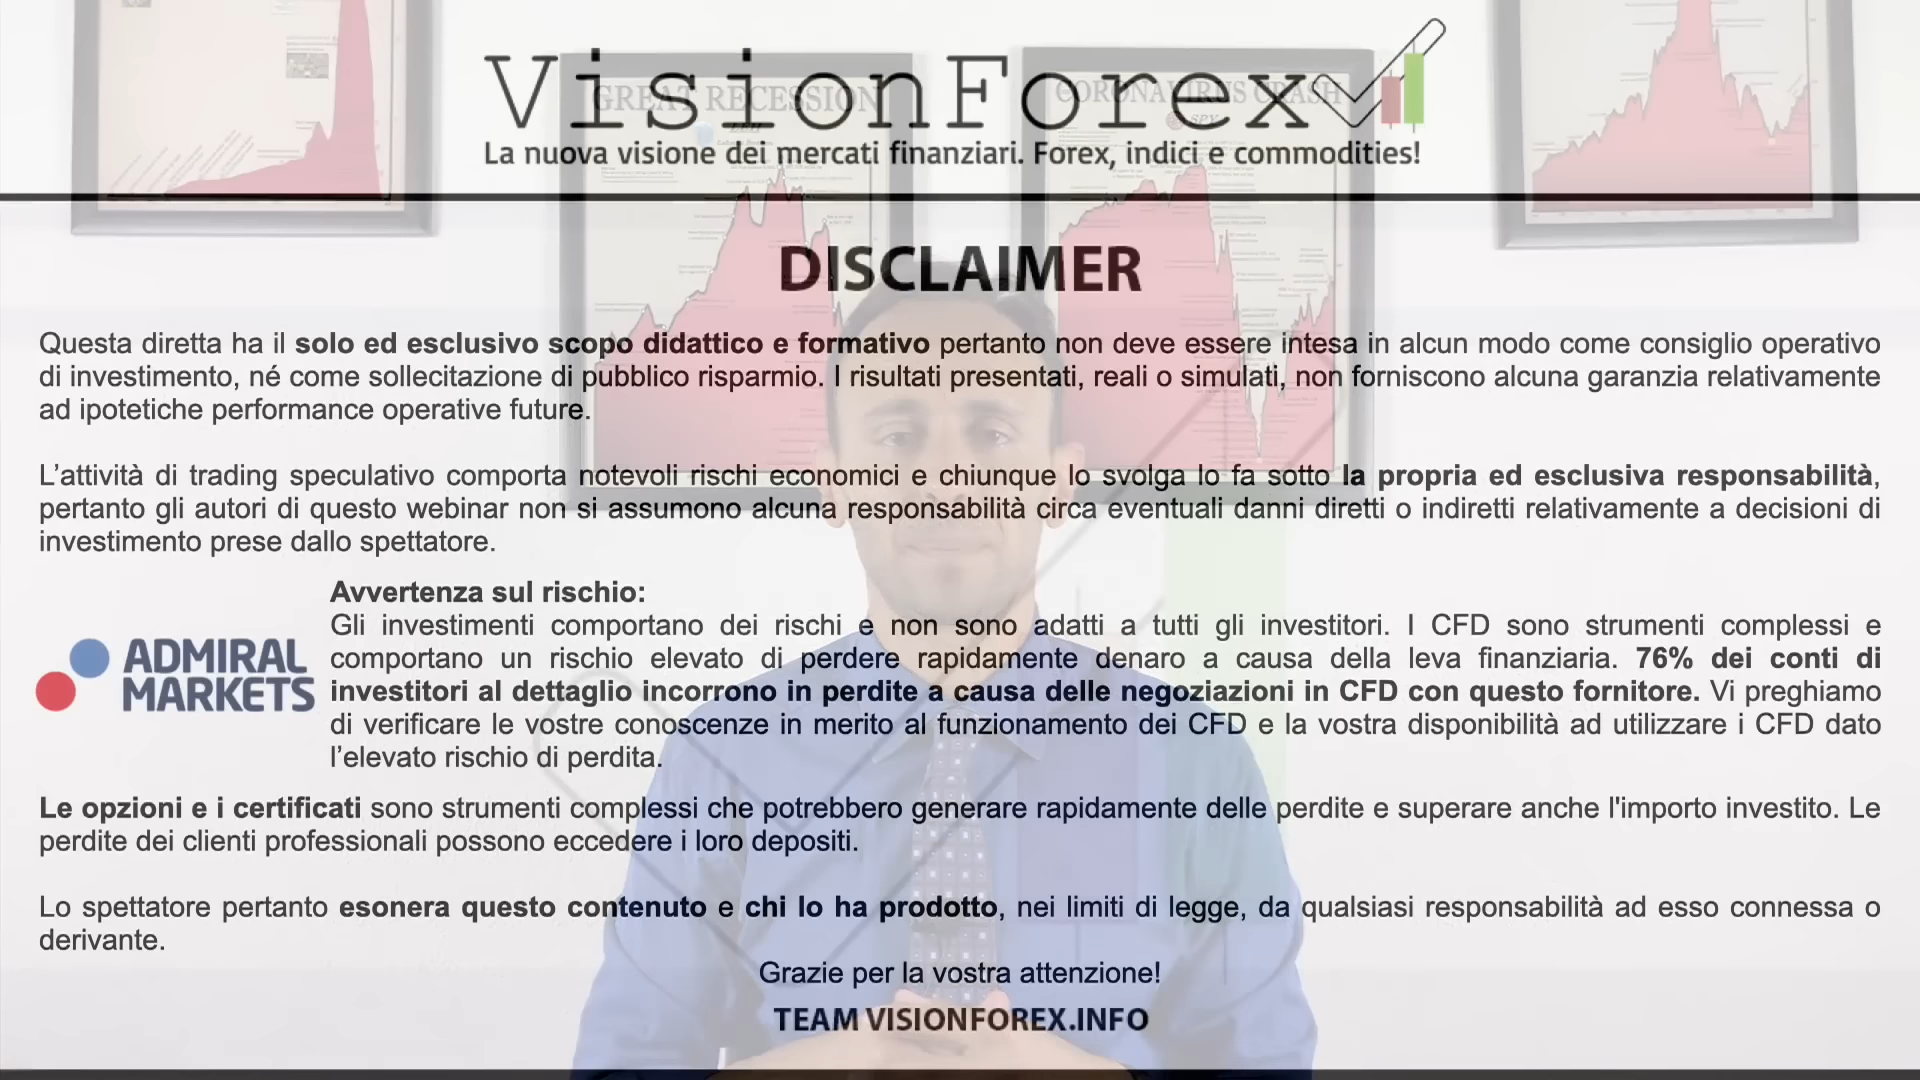 VisionForex
La nuova visione dei mercati finanziari. Forex, indici e commodities!
GREAT RECESSION
CORONAVIRUS CRASH
SPY
DISCLAIMER
Questa diretta ha il solo ed esclusivo scopo didattico e formativo pertanto non deve essere intesa in alcun modo come consiglio operativo
di investimento, né come sollecitazione di pubblico risparmio. I risultati presentati, reali o simulati, non forniscono alcuna garanzia relativamente
ad ipotetiche performance operative future.
L’attività di trading speculativo comporta notevoli rischi economici e chiunque lo svolga lo fa sotto la propria ed esclusiva responsabilità,
pertanto gli autori di questo webinar non si assumono alcuna responsabilità circa eventuali danni diretti o indiretti relativamente a decisioni di
investimento prese dallo spettatore.
ADMIRAL
MARKETS
Avvertenza sul rischio:
Gli investimenti comportano dei rischi e non sono adatti a tutti gli investitori. I CFD sono strumenti complessi e
comportano un rischio elevato di perdere rapidamente denaro a causa della leva finanziaria. 76% dei conti di
investitori al dettaglio incorrono in perdite a causa delle negoziazioni in CFD con questo fornitore. Vi preghiamo
di verificare le vostre conoscenze in merito al funzionamento dei CFD e la vostra disponibilità ad utilizzare i CFD dato
l’elevato rischio di perdita.
Le opzioni e i certificati sono strumenti complessi che potrebbero generare rapidamente delle perdite e superare anche l'importo investito. Le
perdite dei clienti professionali possono eccedere i loro depositi.
Lo spettatore pertanto esonera questo contenuto e chi lo ha prodotto, nei limiti di legge, da qualsiasi responsabilità ad esso connessa o
derivante.
Grazie per la vostra attenzione!
TEAM VISIONFOREX.INFO